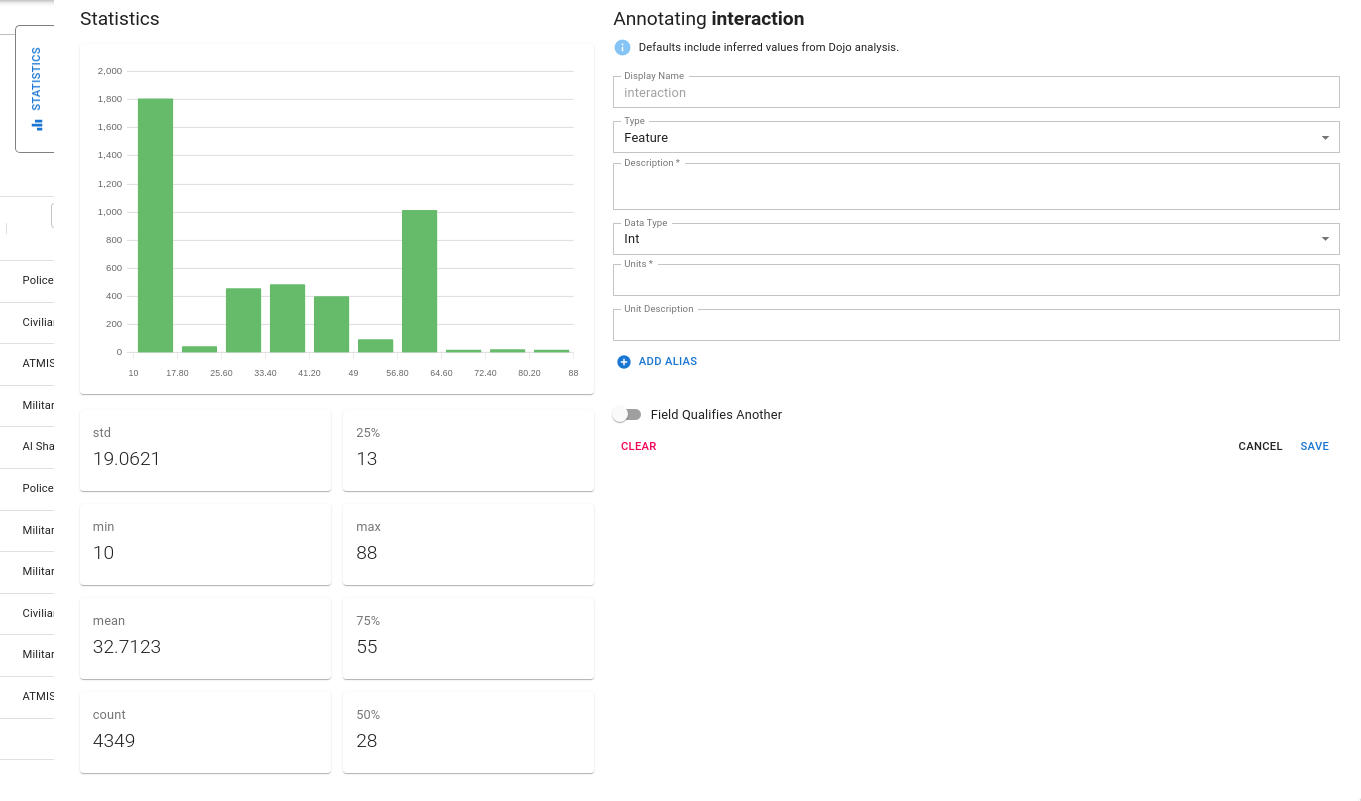 STATISTICS
Police
Civilia
ATMIS
Militar
Al Sha
Police
Militar
Militar
Civilia
Militar
ATMIS
Statistics
2,000
1,800
1,600
1,400
1,200
1,000
800
600
400
200
0
10 17.80 25.60 33.40 41.20 49 56.80 64.60 72.40 80.20 88
std
19.0621
25%
13
min
10
max
88
mean
32.7123
75%
55
count
4349
50%
28
Annotating interaction
Defaults include inferred values from Dojo analysis.
Display Name
interaction
Type
Feature
Description *
Data Type
Int
Units *
Unit Description
ADD ALIAS
Field Qualifies Another
CLEAR CANCEL SAVE